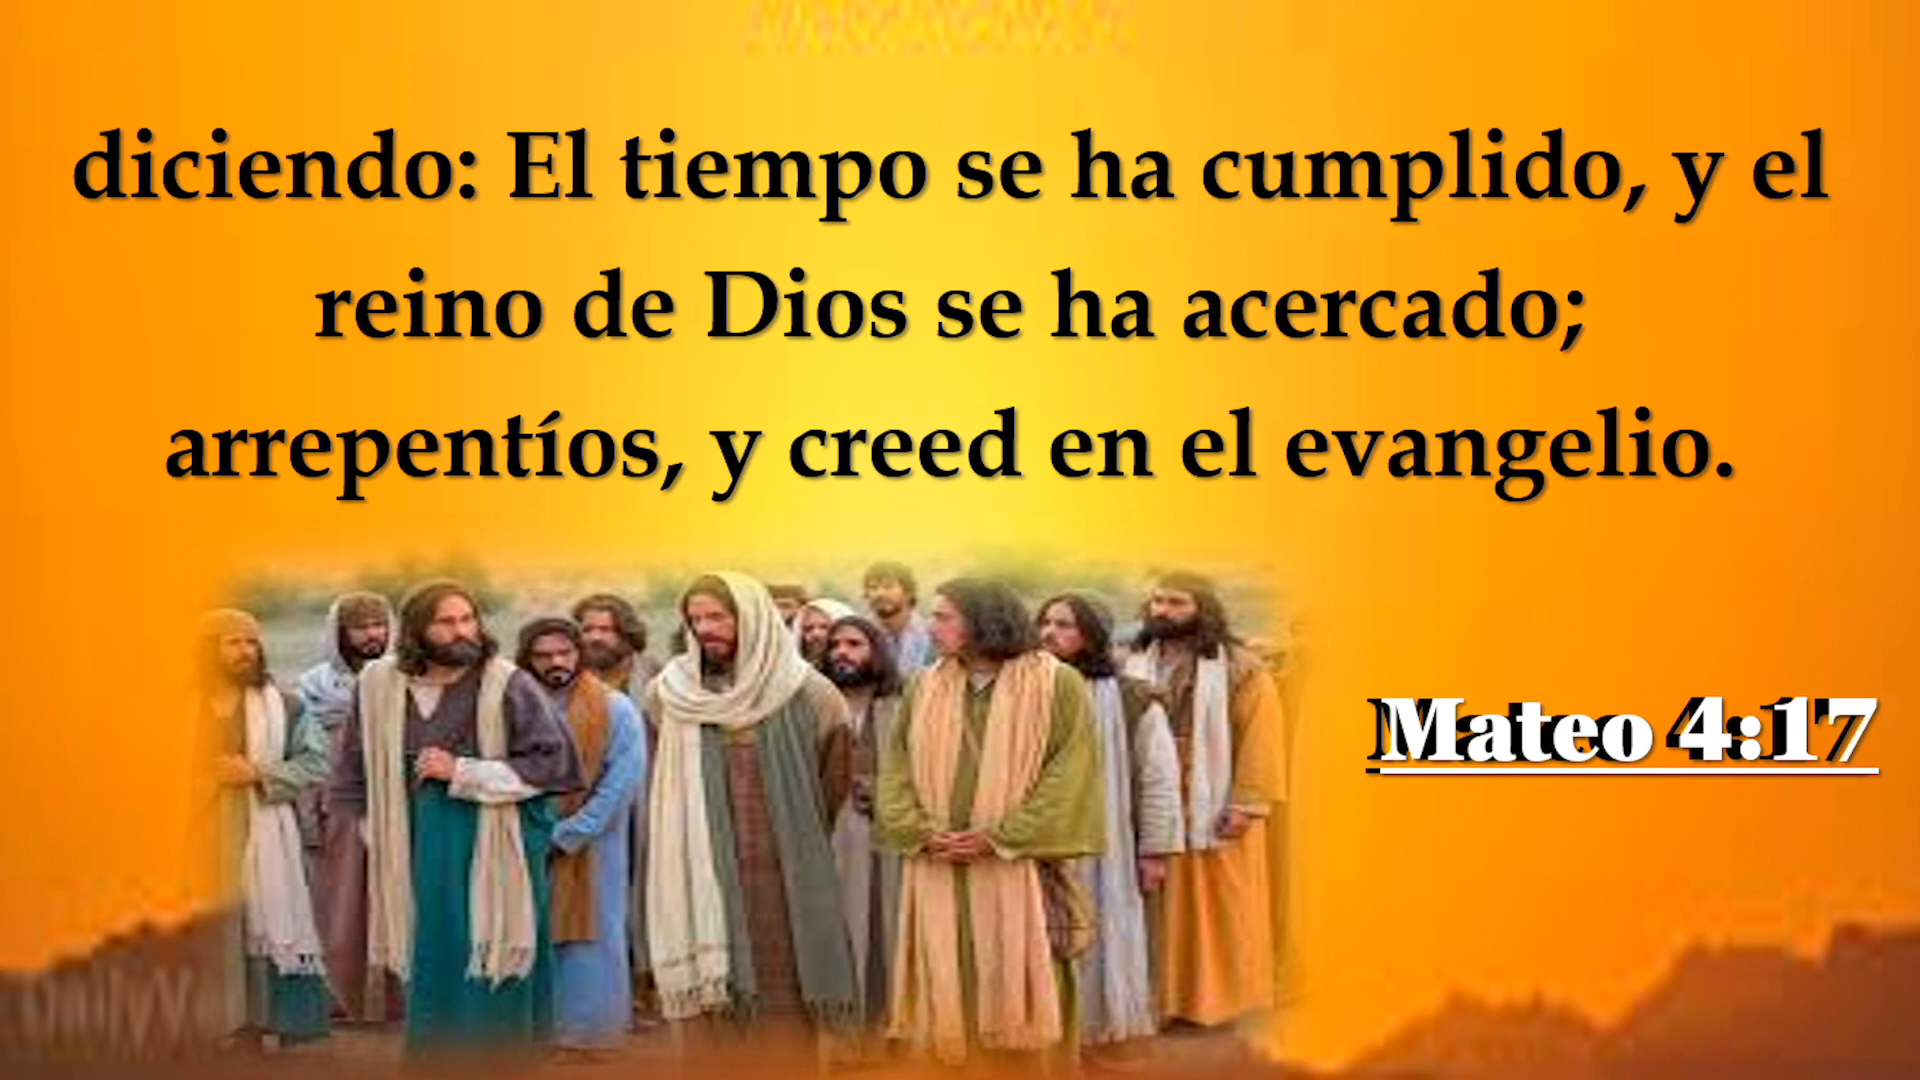 diciendo: El tiempo se ha cumplido, y el
reino de Dios se ha acercado;
arrepentíos, y creed en el evangelio.
Mateo 4:17